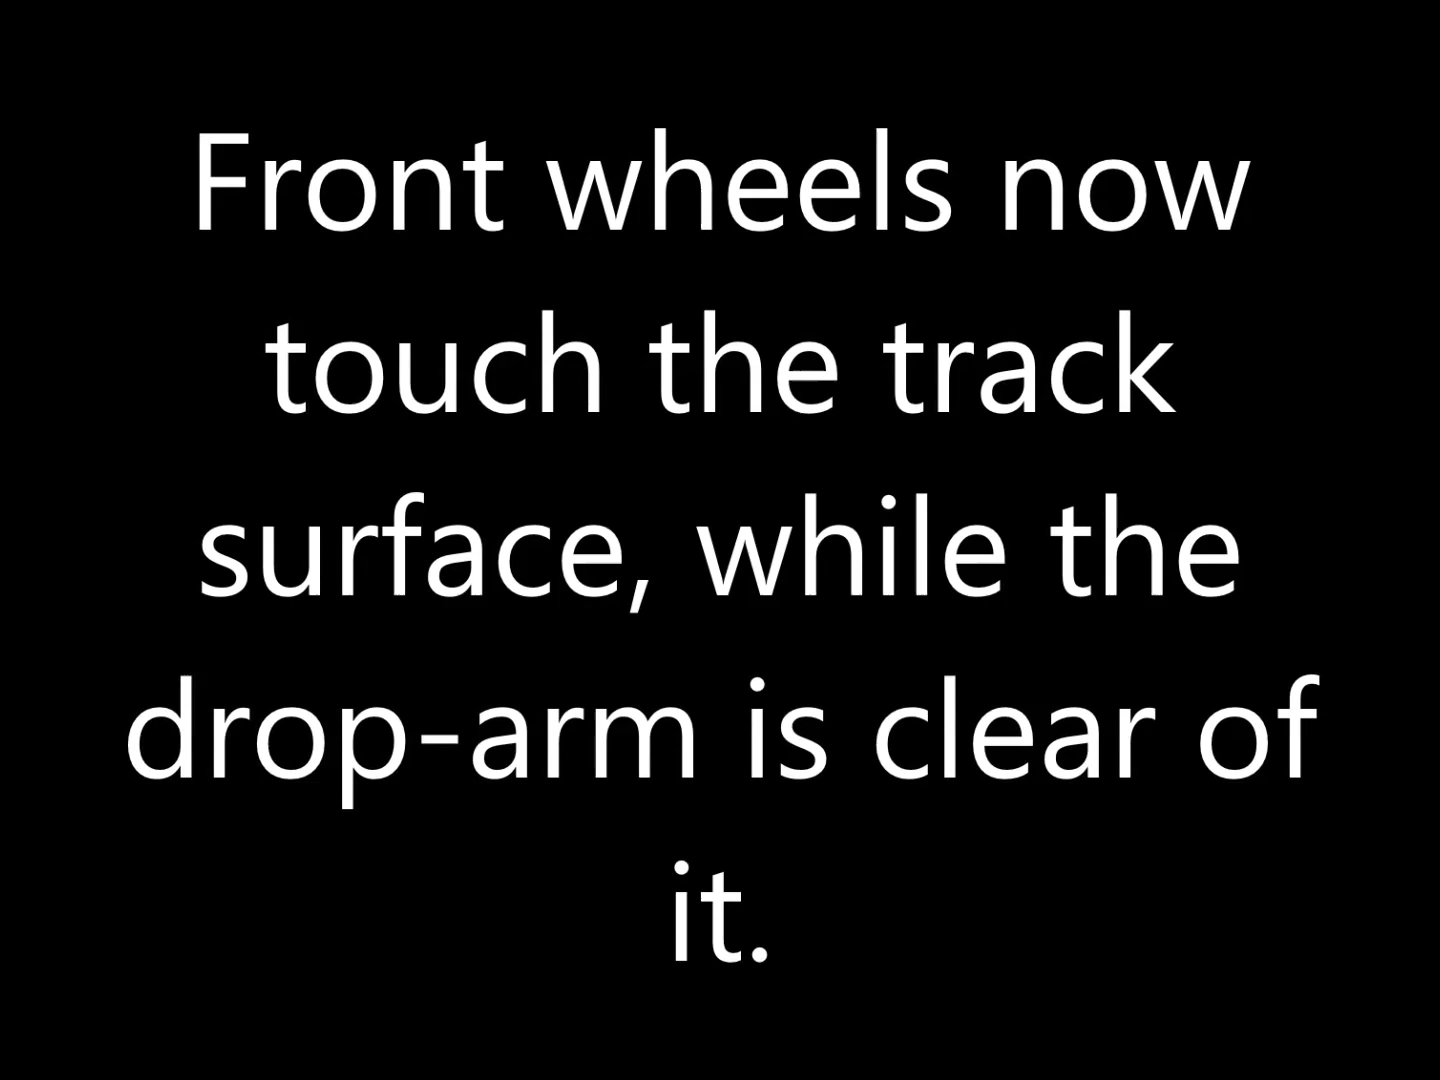 Front wheels now
touch the track
surface, while the
drop-arm is clear of
it.